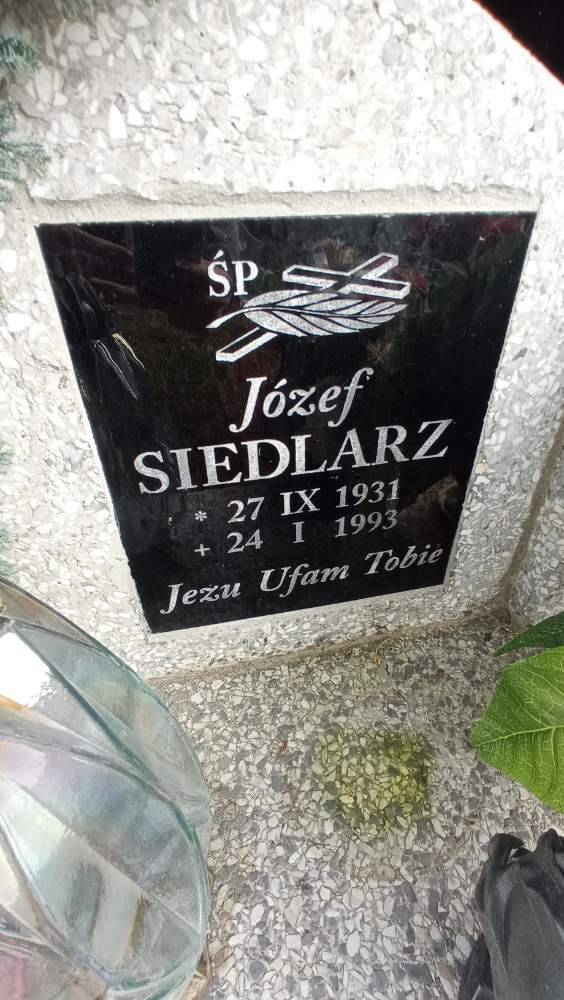 ŚP
Józef
SIEDLARZ
* 27 IX 1931
+ 24 I 1993
Jezu Ufam Tobie